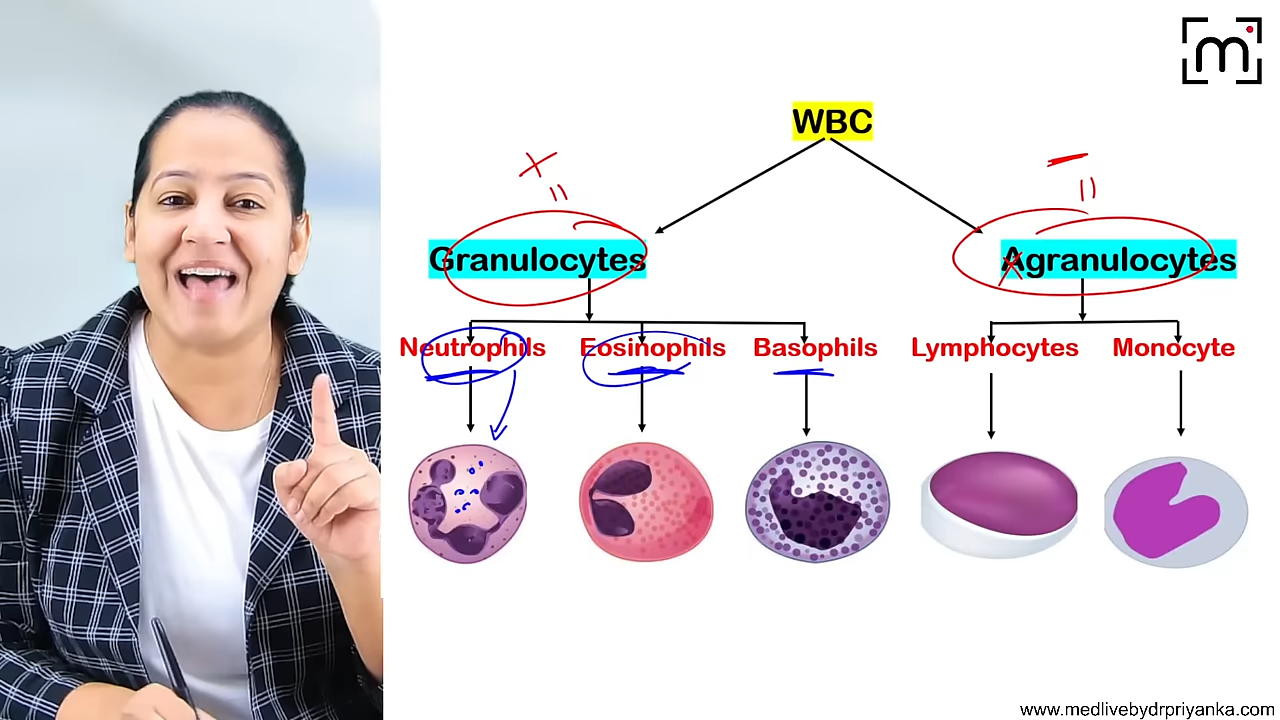 m
WBC
Granulocytes
Agranulocytes
Neutrophils
Eosinophils
Basophils
Lymphocytes
Monocyte
www.medlivebydrpriyanka.com